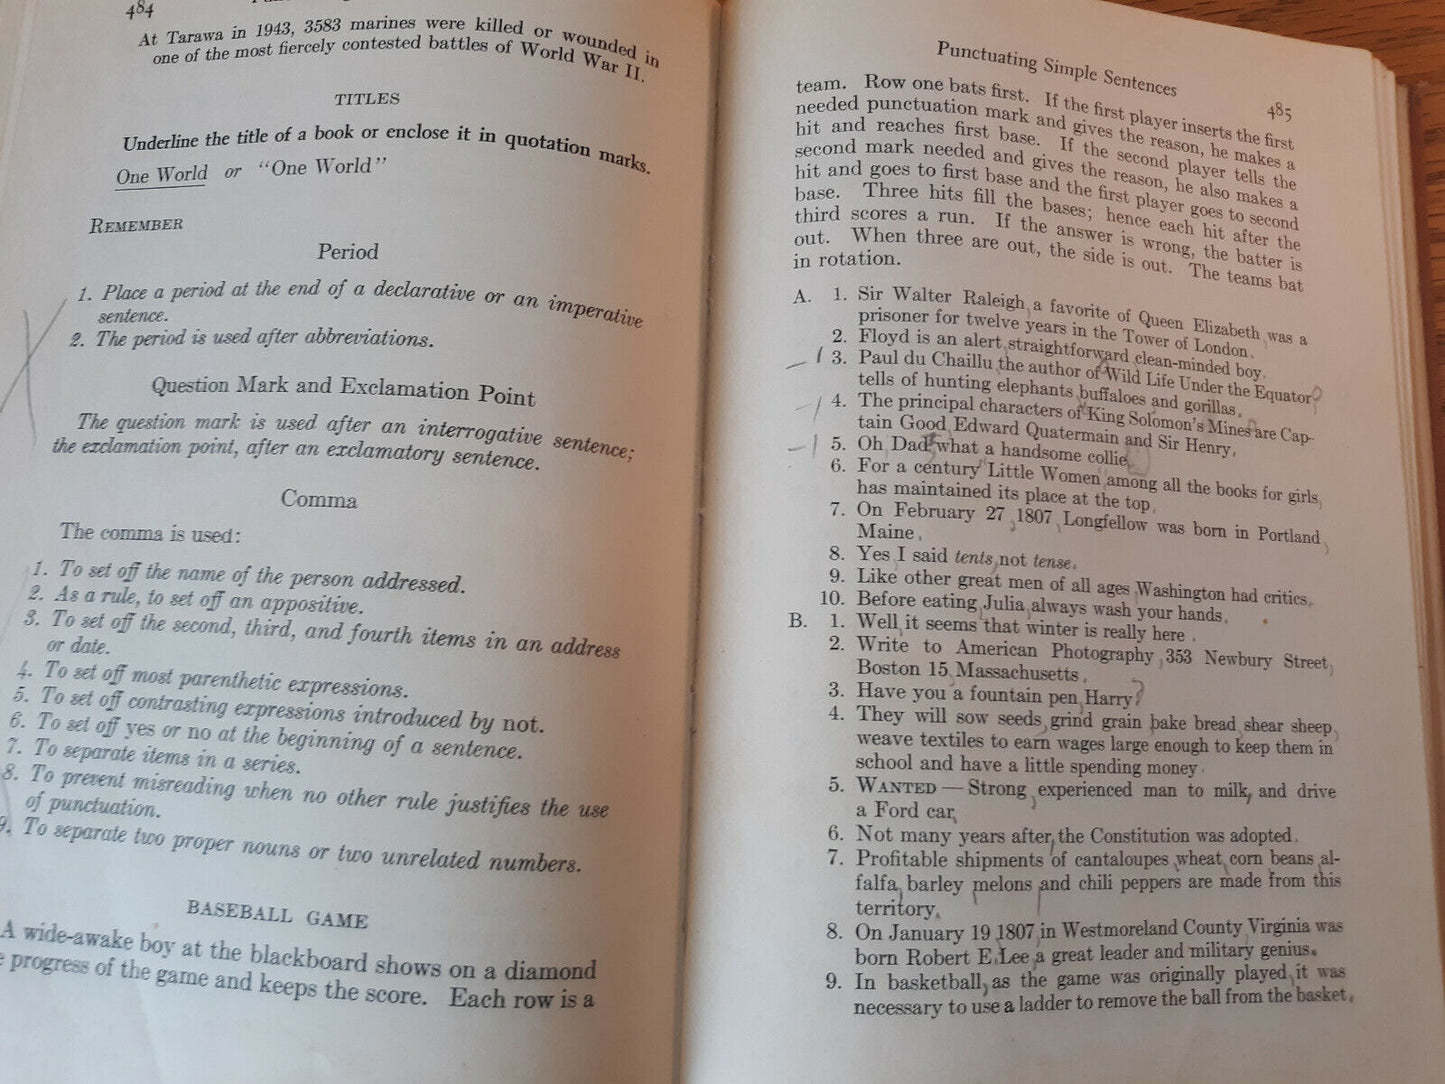 484
At Tarawa in 1943, 3583 marines were killed or wounded in
one of the most fiercely contested battles of World War II.
TITLES
Underline the title of a book or enclose it in quotation marks.
One World or “One World”
REMEMBER
Period
1. Place a period at the end of a declarative or an imperative
sentence.
2. The period is used after abbreviations.
Question Mark and Exclamation Point
The question mark is used after an interrogative sentence;
the exclamation point, after an exclamatory sentence.
Comma
The comma is used:
1. To set off the name of the person addressed.
2. As a rule, to set off an appositive.
3. To set off the second, third, and fourth items in an address
or date.
4. To set off most parenthetic expressions.
5. To set off contrasting expressions introduced by not.
6. To set off yes or no at the beginning of a sentence.
7. To separate items in a series.
8. To prevent misreading when no other rule justifies the use
of punctuation.
9. To separate two proper nouns or two unrelated numbers.
BASEBALL GAME
A wide-awake boy at the blackboard shows on a diamond
progress of the game and keeps the score. Each row is a
Punctuating Simple Sentences 485
team. Row one bats first. If the first player inserts the first
needed punctuation mark and gives the reason, he makes a
hit and reaches first base. If the second player tells the
second mark needed and gives the reason, he also makes a
hit and goes to first base and the first player goes to second
base. Three hits fill the bases; hence each hit after the
third scores a run. If the answer is wrong, the batter is
out. When three are out, the side is out. The teams bat
in rotation.
A. 1. Sir Walter Raleigh, a favorite of Queen Elizabeth, was a
prisoner for twelve years in the Tower of London.
2. Floyd is an alert, straightforward, clean-minded boy.
3. Paul du Chaillu, the author of "Wild Life Under the Equator"
tells of hunting elephants, buffaloes and gorillas.
4. The principal characters of "King Solomon's Mines" are Cap-
tain Good, Edward Quatermain and Sir Henry.
5. Oh Dad, what a handsome collie
6. For a century "Little Women" among all the books for girls,
has maintained its place at the top.
7. On February 27, 1807, Longfellow was born in Portland,
Maine.
8. Yes, I said tents, not tense.
9. Like other great men of all ages, Washington had critics.
10. Before eating, Julia, always wash your hands.
B. 1. Well, it seems that winter is really here.
2. Write to American Photography, 353 Newbury Street,
Boston 15, Massachusetts.
3. Have you a fountain pen, Harry?
4. They will sow seeds, grind grain, bake bread, shear sheep,
weave textiles to earn wages large enough to keep them in
school and have a little spending money.
5. WANTED — Strong, experienced man to milk, and drive
a Ford car,
6. Not many years after, the Constitution was adopted.
7. Profitable shipments of cantaloupes, wheat, corn, beans, al-
falfa, barley, melons, and chili peppers are made from this
territory.
8. On January 19, 1807, in Westmoreland County, Virginia was
born Robert E. Lee, a great leader and military genius.
9. In basketball, as the game was originally played, it was
necessary to use a ladder to remove the ball from the basket.